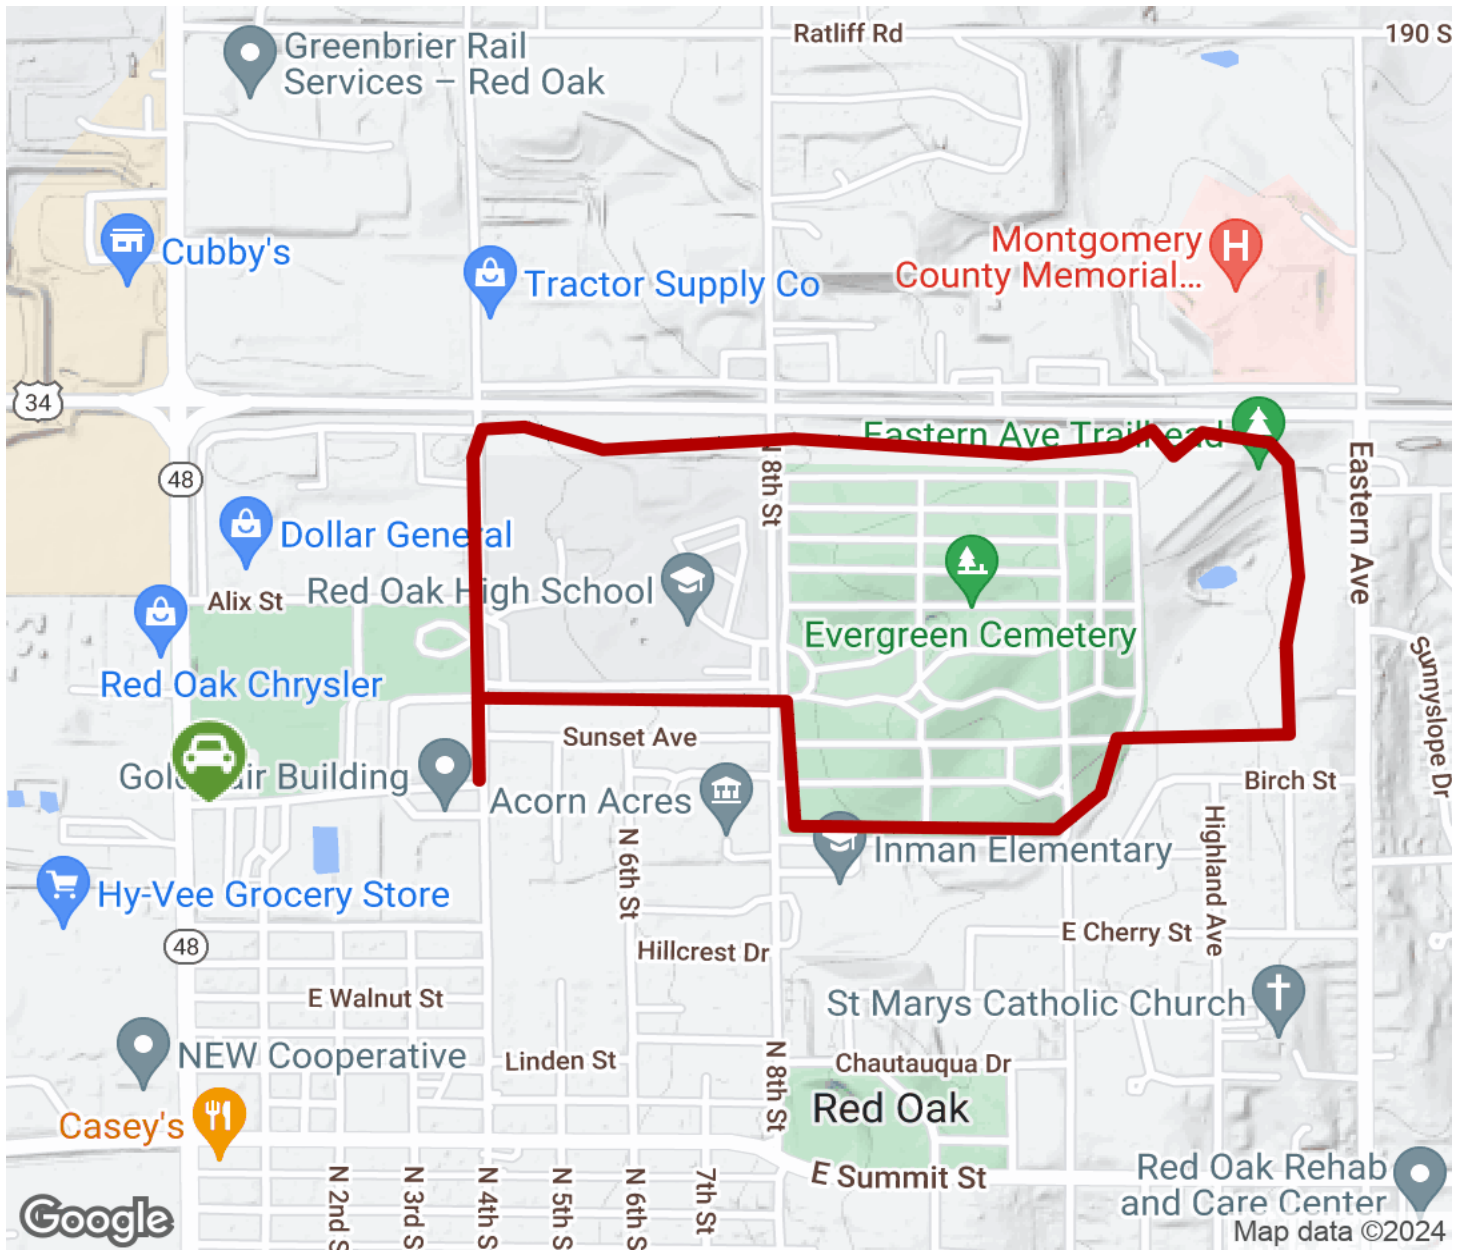 Ratliff Rd
190 S
Greenbrier Rail
Services – Red Oak
Cubby's
Tractor Supply Co
Montgomery
County Memorial...
H
34
Eastern Ave Trailhead
48
N 8th St
Eastern Ave
Dollar General
Alix St
Red Oak High School
Evergreen Cemetery
Red Oak Chrysler
Sunnyslope Dr
Sunset Ave
Birch St
Acorn Acres
Highland Ave
Inman Elementary
N 6th St
Hy-Vee Grocery Store
48
E Cherry St
Hillcrest Dr
E Walnut St
St Marys Catholic Church
NEW Cooperative
Linden St
N 8th St
Chautauqua Dr
Red Oak
Casey's
N 2nd S
N 3rd S
N 4th S
N 5th S
N 6th S
7th St
E Summit St
Red Oak Rehab
and Care Center
Google
Map data ©2024